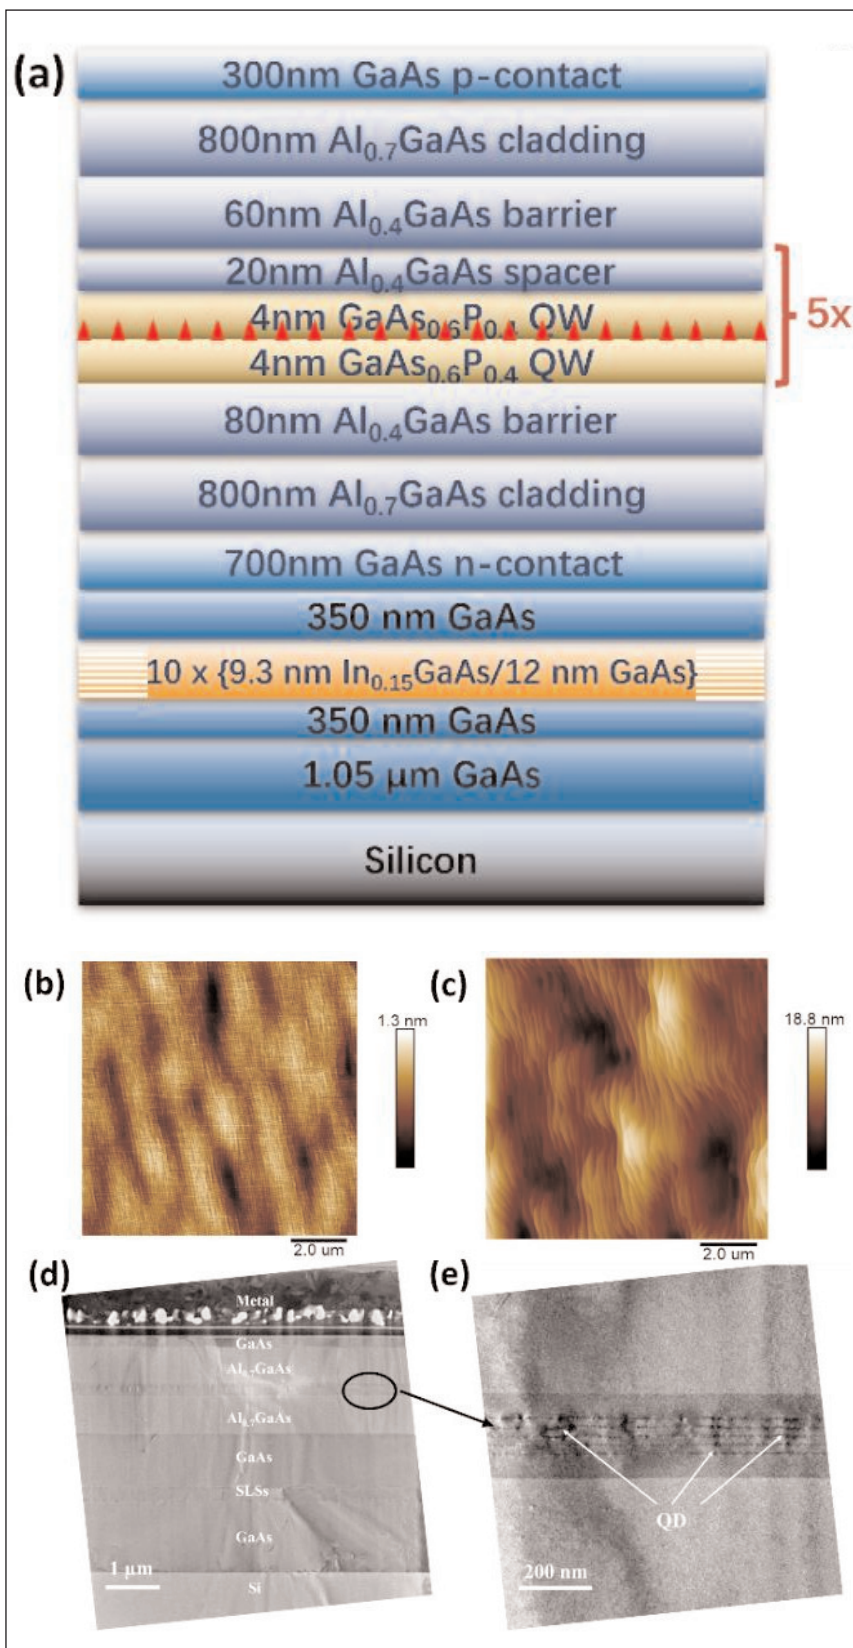 (a)
300nm GaAs p-contact
800nm Al0.7GaAs cladding
60nm Al0.4GaAs barrier
20nm Al0.4GaAs spacer
4nm GaAs0.6P0.4 QW
5x
4nm GaAs0.6P0.4 QW
80nm Al0.4GaAs barrier
800nm Al0.7GaAs cladding
700nm GaAs n-contact
350 nm GaAs
10 x {9.3 nm In0.15GaAs/12 nm GaAs}
350 nm GaAs
1.05 μm GaAs
Silicon
(b)
1.3 nm
2.0 um
(c)
18.8 nm
2.0 um
(d)
Metal
GaAs
Al0.7GaAs
Al0.7GaAs
GaAs
SLSs
GaAs
1 μm
Si
(e)
QD
200 nm